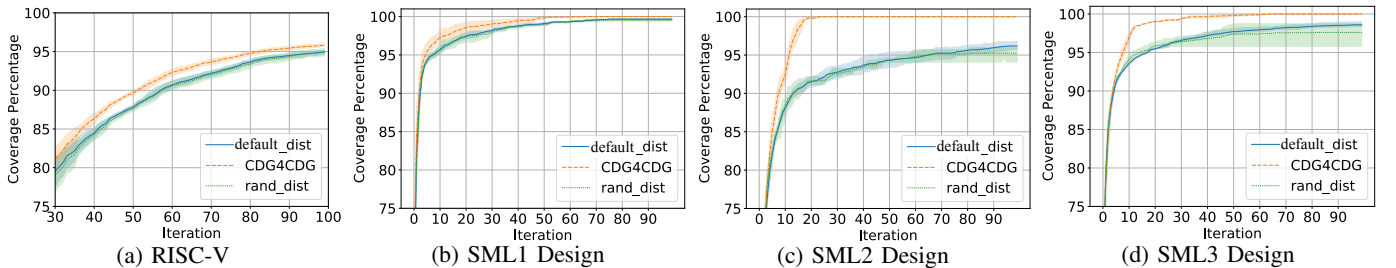 Coverage Percentage
100
95
90
85
80
75
30 40 50 60 70 80 90 100
Iteration
default_dist
CDG4CDG
rand_dist
(a) RISC-V
Coverage Percentage
100
95
90
85
80
75
0 10 20 30 40 50 60 70 80 90
Iteration
default_dist
CDG4CDG
rand_dist
(b) SML1 Design
Coverage Percentage
100
95
90
85
80
75
0 10 20 30 40 50 60 70 80 90
Iteration
default_dist
CDG4CDG
rand_dist
(c) SML2 Design
Coverage Percentage
100
95
90
85
80
75
0 10 20 30 40 50 60 70 80 90
Iteration
default_dist
CDG4CDG
rand_dist
(d) SML3 Design